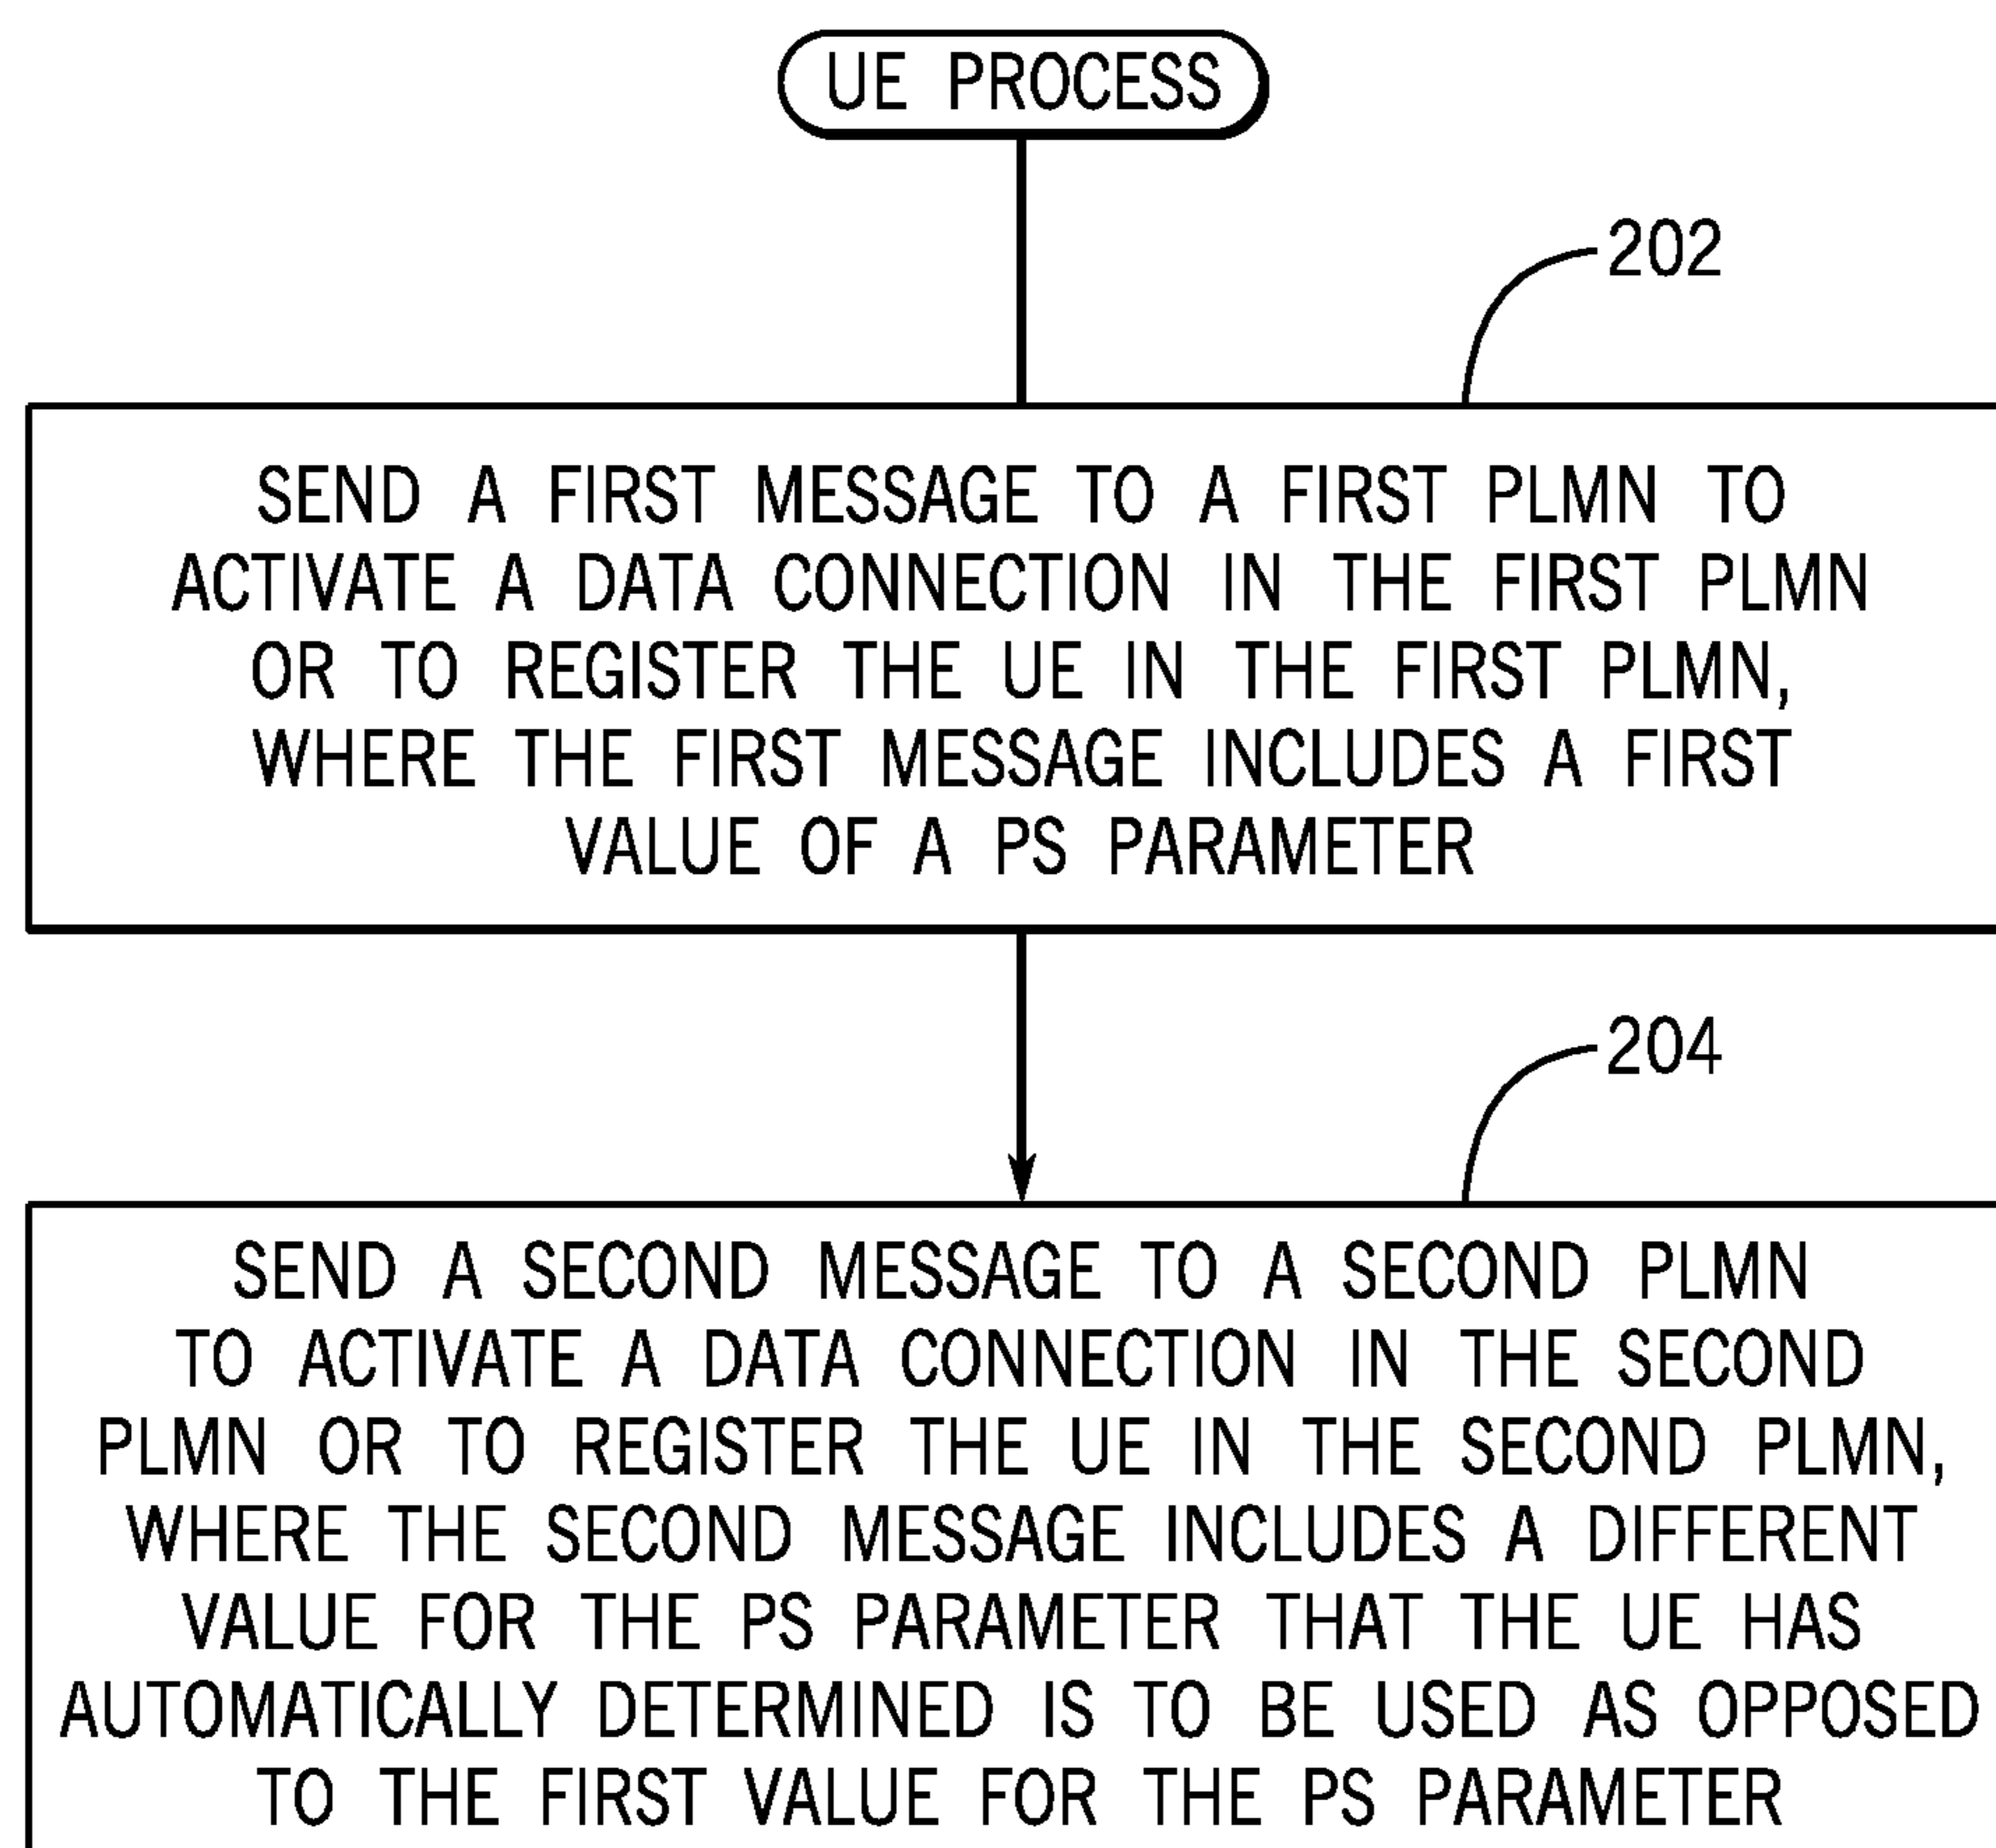 UE PROCESS
202
SEND A FIRST MESSAGE TO A FIRST PLMN TO
ACTIVATE A DATA CONNECTION IN THE FIRST PLMN
OR TO REGISTER THE UE IN THE FIRST PLMN,
WHERE THE FIRST MESSAGE INCLUDES A FIRST
VALUE OF A PS PARAMETER
204
SEND A SECOND MESSAGE TO A SECOND PLMN
TO ACTIVATE A DATA CONNECTION IN THE SECOND
PLMN OR TO REGISTER THE UE IN THE SECOND PLMN,
WHERE THE SECOND MESSAGE INCLUDES A DIFFERENT
VALUE FOR THE PS PARAMETER THAT THE UE HAS
AUTOMATICALLY DETERMINED IS TO BE USED AS OPPOSED
TO THE FIRST VALUE FOR THE PS PARAMETER